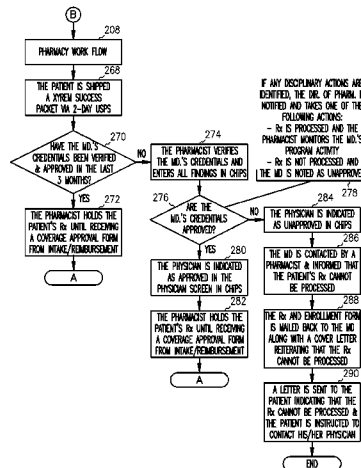 B
208
PHARMACY WORK FLOW
268
THE PATIENT IS SHIPPED
A XYREM SUCCESS
PACKET VIA 2-DAY USPS
270
HAVE THE MD.'S
CREDENTIALS BEEN VERIFIED
& APPROVED IN THE LAST
3 MONTHS?
NO
YES
272
THE PHARMACIST HOLDS THE
PATIENT'S Rx UNTIL RECEIVING
A COVERAGE APPROVAL FORM
FROM INTAKE/REIMBURSEMENT
A
274
THE PHARMACIST VERIFIES
THE MD.'S CREDENTIALS AND
ENTERS ALL FINDINGS IN CHIPS
276
ARE THE
MD.'S CREDENTIALS
APPROVED?
NO
YES
280
THE PHYSICIAN IS INDICATED
AS APPROVED IN THE
PHYSICIAN SCREEN IN CHIPS
282
THE PHARMACIST HOLDS THE
PATIENT'S Rx UNTIL RECEIVING
A COVERAGE APPROVAL FORM
FROM INTAKE/REIMBURSEMENT
A
IF ANY DISCIPLINARY ACTIONS ARE
IDENTIFIED, THE DIR. OF PHARM. I
NOTIFIED AND TAKES ONE OF THE
FOLLOWING ACTIONS:
- Rx IS PROCESSED AND THE
PHARMACIST MONITORS THE MD.'S
PROGRAM ACTIVITY
- Rx IS NOT PROCESSED AND
THE MD IS NOTED AS UNAPPROVE
278
284
THE PHYSICIAN IS INDICATED
AS UNAPPROVED IN CHIPS
286
THE MD IS CONTACTED BY A
PHARMACIST & INFORMED THAT
THE PATIENT'S Rx CANNOT
BE PROCESSED
288
THE Rx AND ENROLLMENT FORM
IS MAILED BACK TO THE MD
ALONG WITH A COVER LETTER
REITERATING THAT THE Rx
CANNOT BE PROCESSED
290
A LETTER IS SENT TO THE
PATIENT INDICATING THAT THE
Rx CANNOT BE PROCESSED &
THE PATIENT IS INSTRUCTED TO
CONTACT HIS/HER PHYSICIAN
END